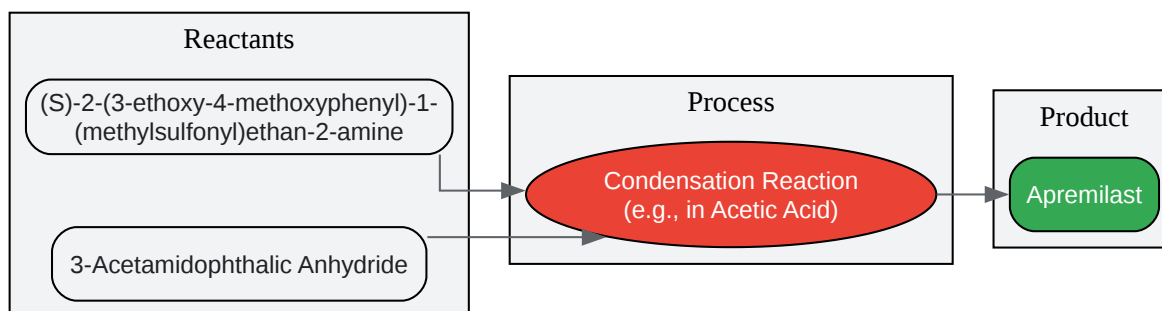 Reactants
(S)-2-(3-ethoxy-4-methoxyphenyl)-1-
(methylsulfonyl)ethan-2-amine
3-Acetamidophthalic Anhydride
Process
Condensation Reaction
(e.g., in Acetic Acid)
Product
Apremilast